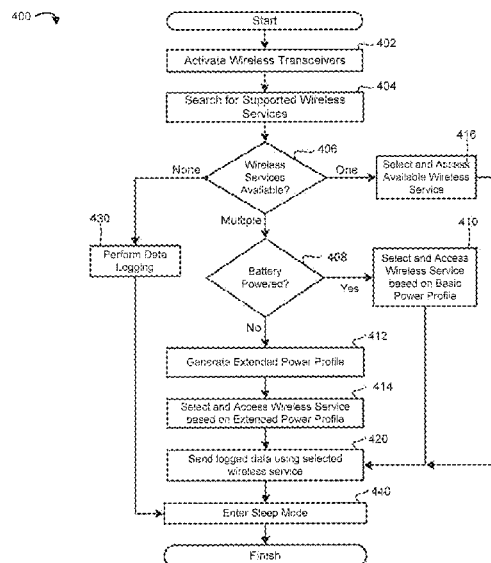 400
Start
402
Activate Wireless Transceivers
404
Search for Supported Wireless
Services
406
Wireless
Services
Available?
None
One
Multiple
416
Select and Access
Available Wireless
Service
430
Perform Data
Logging
408
Battery
Powered?
Yes
No
410
Select and Access
Wireless Service
based on Basic
Power Profile
412
Generate Extended Power Profile
414
Select and Access Wireless Service
based on Extended Power Profile
420
Send logged data using selected
wireless service
440
Enter Sleep Mode
Finish